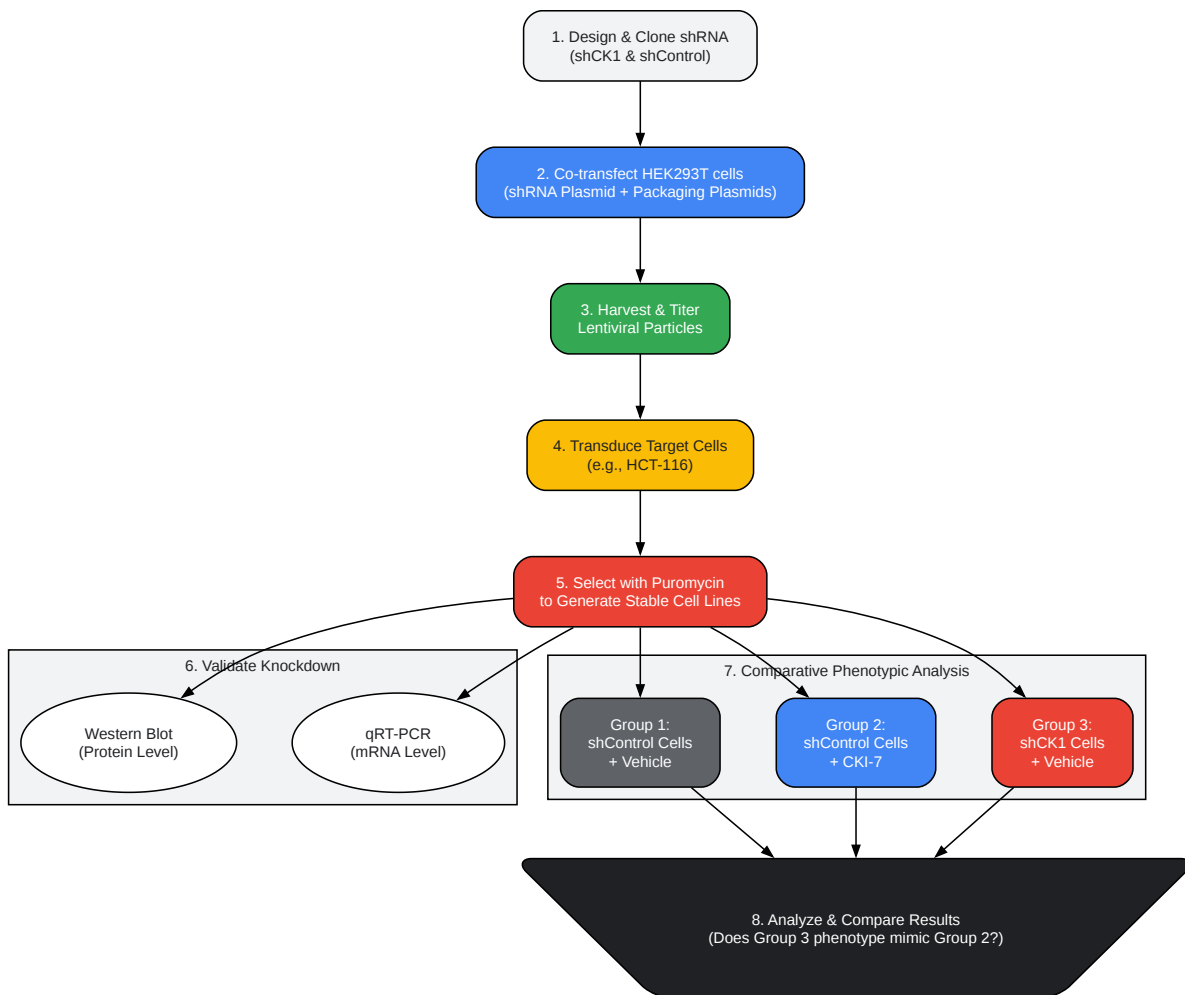 1. Design & Clone shRNA
(shCK1 & shControl)
2. Co-transfect HEK293T cells
(shRNA Plasmid + Packaging Plasmids)
3. Harvest & Titer
Lentiviral Particles
4. Transduce Target Cells
(e.g., HCT-116)
5. Select with Puromycin
to Generate Stable Cell Lines
6. Validate Knockdown
Western Blot
(Protein Level)
qRT-PCR
(mRNA Level)
7. Comparative Phenotypic Analysis
Group 1:
shControl Cells
+ Vehicle
Group 2:
shControl Cells
+ CKI-7
Group 3:
shCK1 Cells
+ Vehicle
8. Analyze & Compare Results
(Does Group 3 phenotype mimic Group 2?)